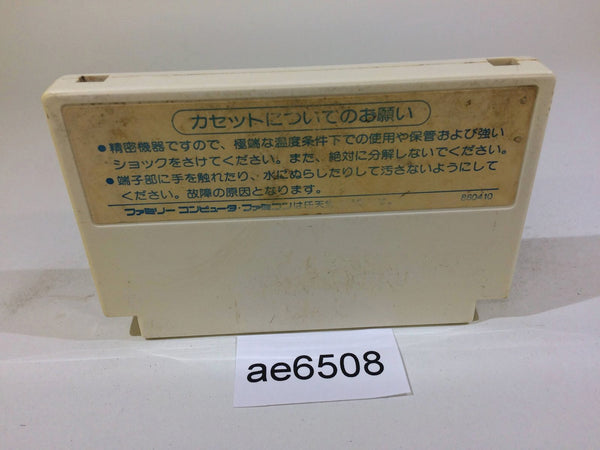 カセットについてのお願い
●精密機器ですので、極端な温度条件下での使用や保管および強い
ショックをさけてください。また、絶対に分解しないでください。
●端子部に手を触れたり、水にぬらしたりして汚さないようにして
ください。故障の原因となります。
ファミリーコンピュータ・ファミコンは任天
860410
ae6508